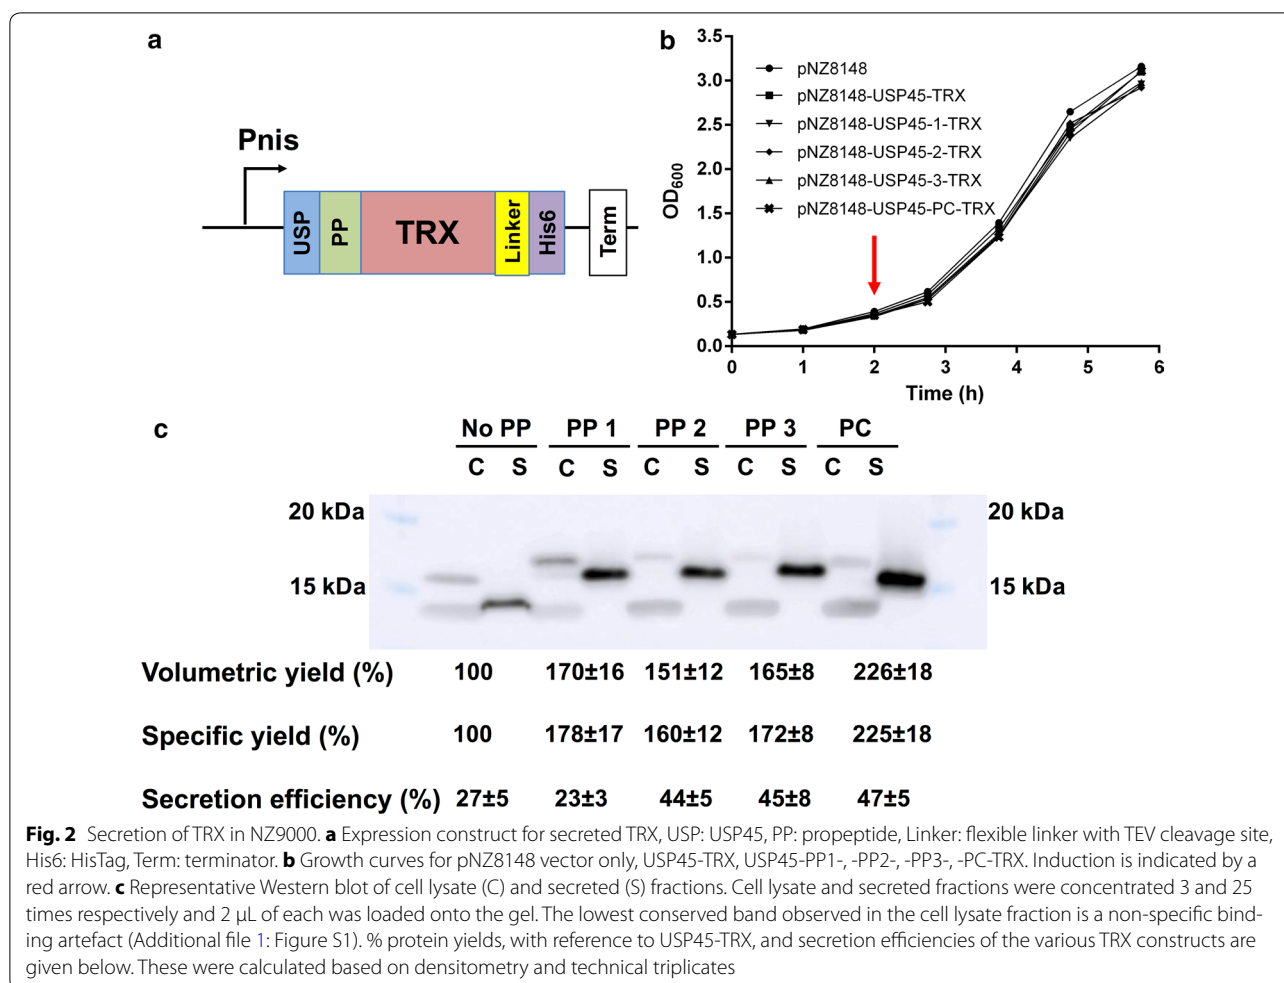 a
Pnis
USP
PP
TRX
Linker
His6
Term
b
3.5
3.0
2.5
2.0
1.5
1.0
0.5
0.0
OD600
pNZ8148
pNZ8148-USP45-TRX
pNZ8148-USP45-1-TRX
pNZ8148-USP45-2-TRX
pNZ8148-USP45-3-TRX
pNZ8148-USP45-PC-TRX
0 1 2 3 4 5 6
Time (h)
c
No PP PP 1 PP 2 PP 3 PC
C S C S C S C S C S
20 kDa 20 kDa
15 kDa 15 kDa
Volumetric yield (%) 100 170±16 151±12 165±8 226±18
Specific yield (%) 100 178±17 160±12 172±8 225±18
Secretion efficiency (%) 27±5 23±3 44±5 45±8 47±5
Fig. 2 Secretion of TRX in NZ9000. a Expression construct for secreted TRX, USP: USP45, PP: propeptide, Linker: flexible linker with TEV cleavage site,
His6: HisTag, Term: terminator. b Growth curves for pNZ8148 vector only, USP45-TRX, USP45-PP1-, -PP2-, -PP3-, -PC-TRX. Induction is indicated by a
red arrow. c Representative Western blot of cell lysate (C) and secreted (S) fractions. Cell lysate and secreted fractions were concentrated 3 and 25
times respectively and 2 µL of each was loaded onto the gel. The lowest conserved band observed in the cell lysate fraction is a non-specific bind-
ing artefact (Additional file 1: Figure S1). % protein yields, with reference to USP45-TRX, and secretion efficiencies of the various TRX constructs are
given below. These were calculated based on densitometry and technical triplicates